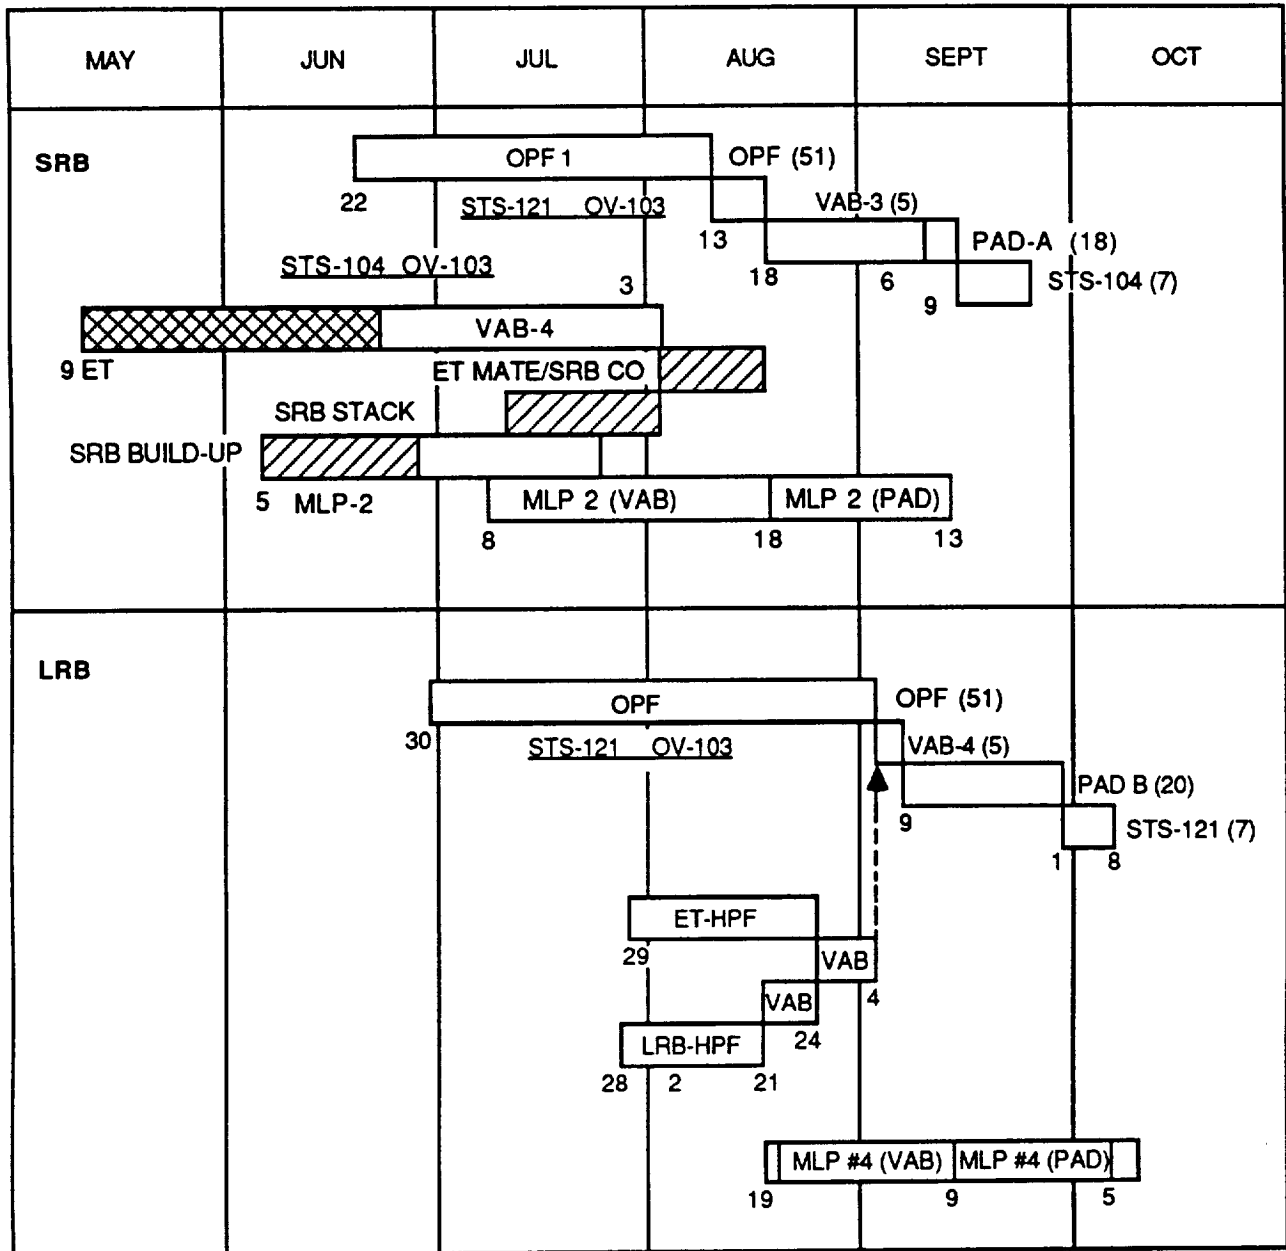 MAY JUN JUL AUG SEPT OCT
SRB
OPF 1 OPF (51)
22 STS-121 OV-103 VAB-3 (5)
13 PAD-A (18)
STS-104 OV-103 18 6 STS-104 (7)
3 9
VAB-4
9 ET ET MATE/SRB CO
SRB STACK
SRB BUILD-UP
5 MLP-2 MLP 2 (VAB) MLP 2 (PAD)
8 18 13
LRB
OPF OPF (51)
30 STS-121 OV-103 VAB-4 (5)
PAD B (20)
9 STS-121 (7)
1 8
ET-HPF
29 VAB
VAB 4
LRB-HPF 24
28 2 21
MLP #4 (VAB) MLP #4 (PAD)
19 9 5